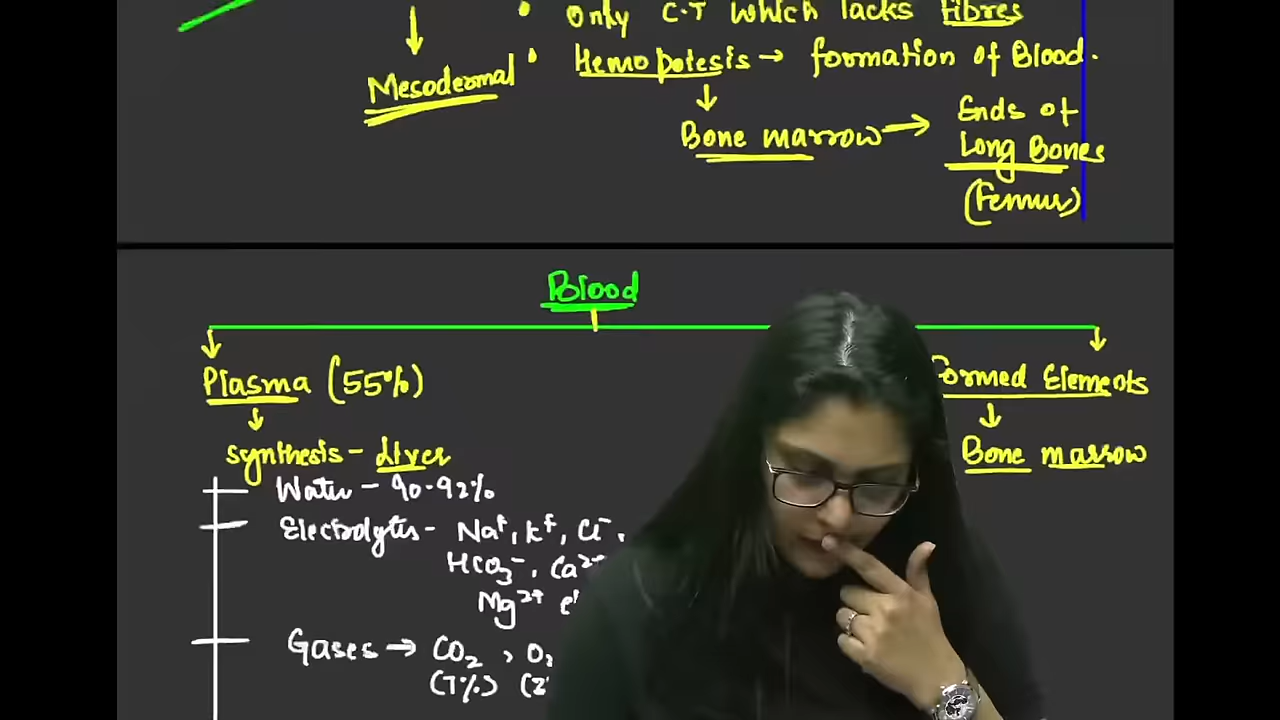 • Only C.T which lacks fibres
Mesodermal
• Hemopoiesis → formation of Blood.
Bone marrow → Ends of
Long Bones
(Femur)
Blood
Plasma (55%)
Formed Elements
synthesis - Liver
Bone marrow
Water - 90-92%
Electrolytes - Na⁺, K⁺, Cl⁻,
HCO₃⁻, Ca²⁺
Mg²⁺
Gases → CO₂, O₂
(7%)